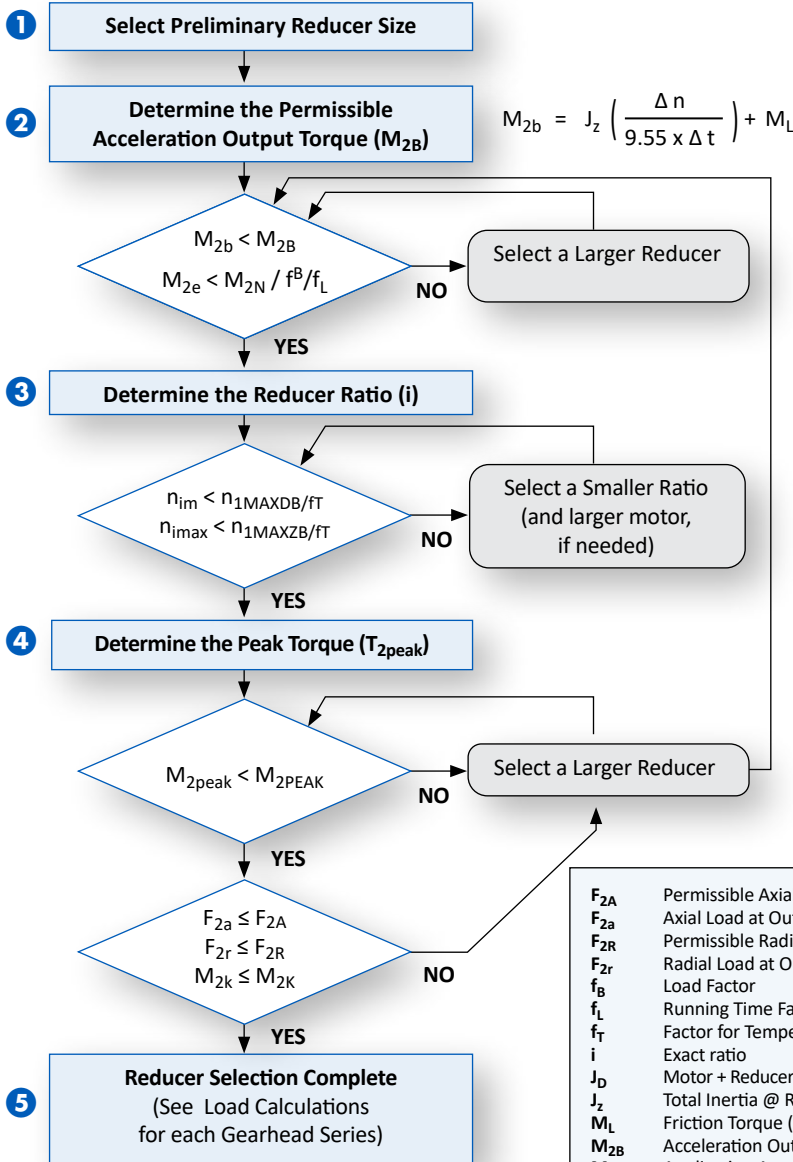 1
Select Preliminary Reducer Size
2
Determine the Permissible
Acceleration Output Torque (M₂B)
M₂b = Jz ( Δ n / 9.55 x Δ t ) + ML
M₂b < M₂B
M₂e < M₂N / fᴮ/fL
NO
Select a Larger Reducer
YES
3
Determine the Reducer Ratio (i)
nim < n1MAXDB/fT
nimax < n1MAXZB/fT
NO
Select a Smaller Ratio
(and larger motor,
if needed)
YES
4
Determine the Peak Torque (T2peak)
M2peak < M2PEAK
NO
Select a Larger Reducer
YES
F2a ≤ F2A
F2r ≤ F2R
M2k ≤ M2K
NO
YES
5
Reducer Selection Complete
(See Load Calculations
for each Gearhead Series)
F2A Permissible Axia
F2a Axial Load at Ou
F2R Permissible Radi
F2r Radial Load at O
fB Load Factor
fL Running Time Fa
fT Factor for Tempe
i Exact ratio
JD Motor + Reducer
Jz Total Inertia @ R
ML Friction Torque (
M2B Acceleration Out